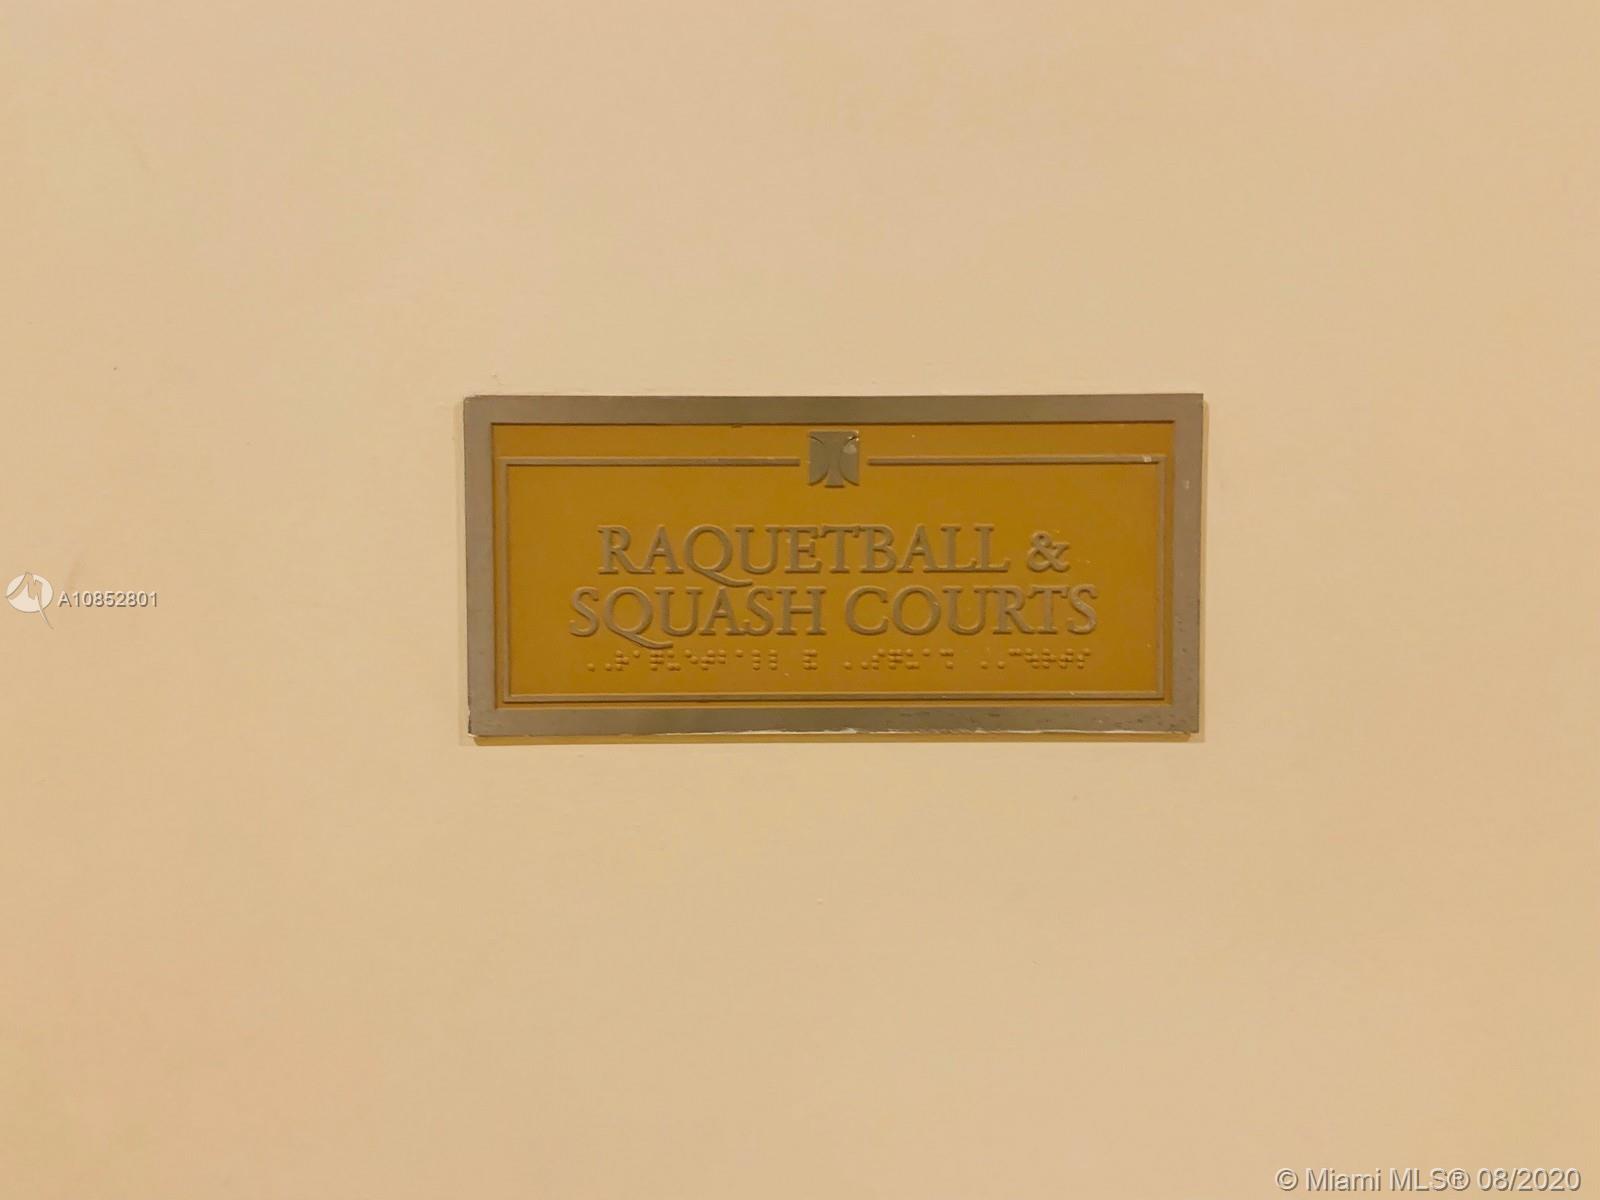 RAQUETBALL &
SQUASH COURTS
A10852801
© Miami MLS® 08/2020